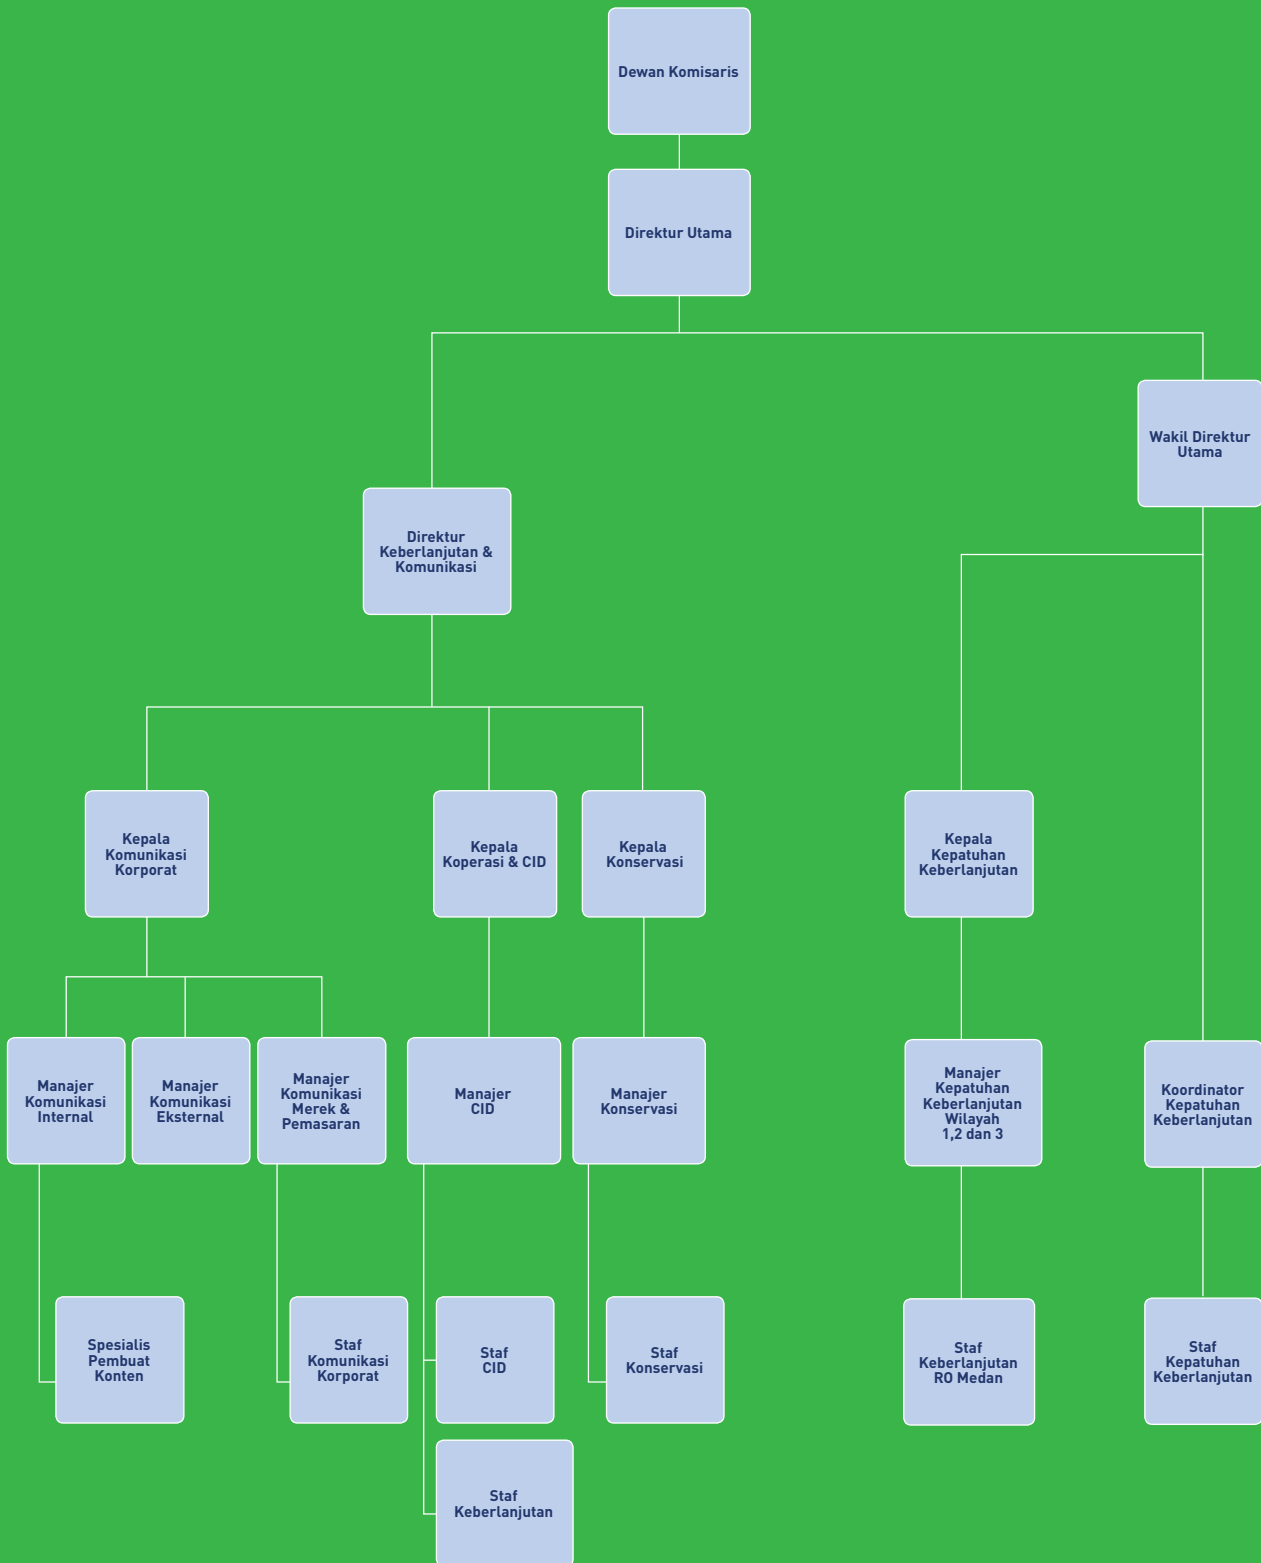 Dewan Komisaris
Direktur Utama
Wakil Direktur
Utama
Direktur
Keberlanjutan &
Komunikasi
Kepala
Komunikasi
Korporat
Kepala
Koperasi & CID
Kepala
Konservasi
Kepala
Kepatuhan
Keberlanjutan
Manajer
Komunikasi
Internal
Manajer
Komunikasi
Eksternal
Manajer
Komunikasi
Merek &
Pemasaran
Manajer
CID
Manajer
Konservasi
Manajer
Kepatuhan
Keberlanjutan
Wilayah
1,2 dan 3
Koordinator
Kepatuhan
Keberlanjutan
Spesialis
Pembuat
Konten
Staf
Komunikasi
Korporat
Staf
CID
Staf
Konservasi
Staf
Keberlanjutan
RO Medan
Staf
Kepatuhan
Keberlanjutan
Staf
Keberlanjutan